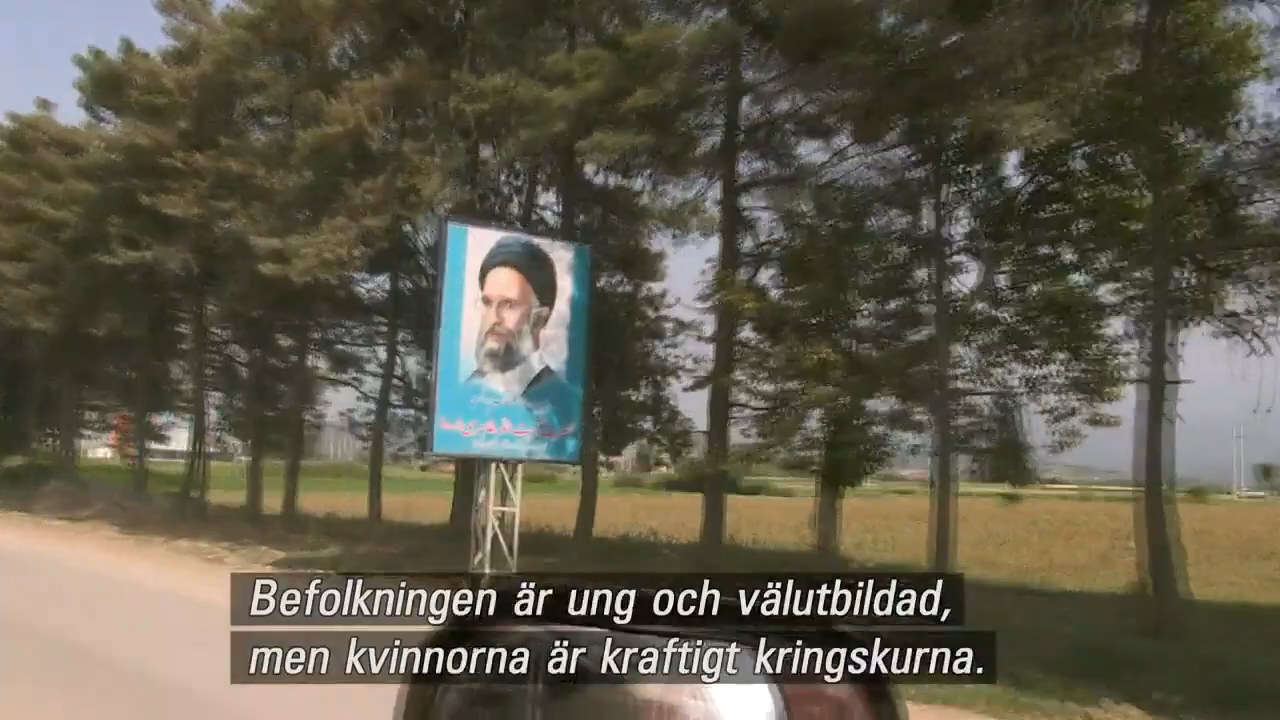 Befolkningen är ung och välutbildad,
men kvinnorna är kraftigt kringskurna.